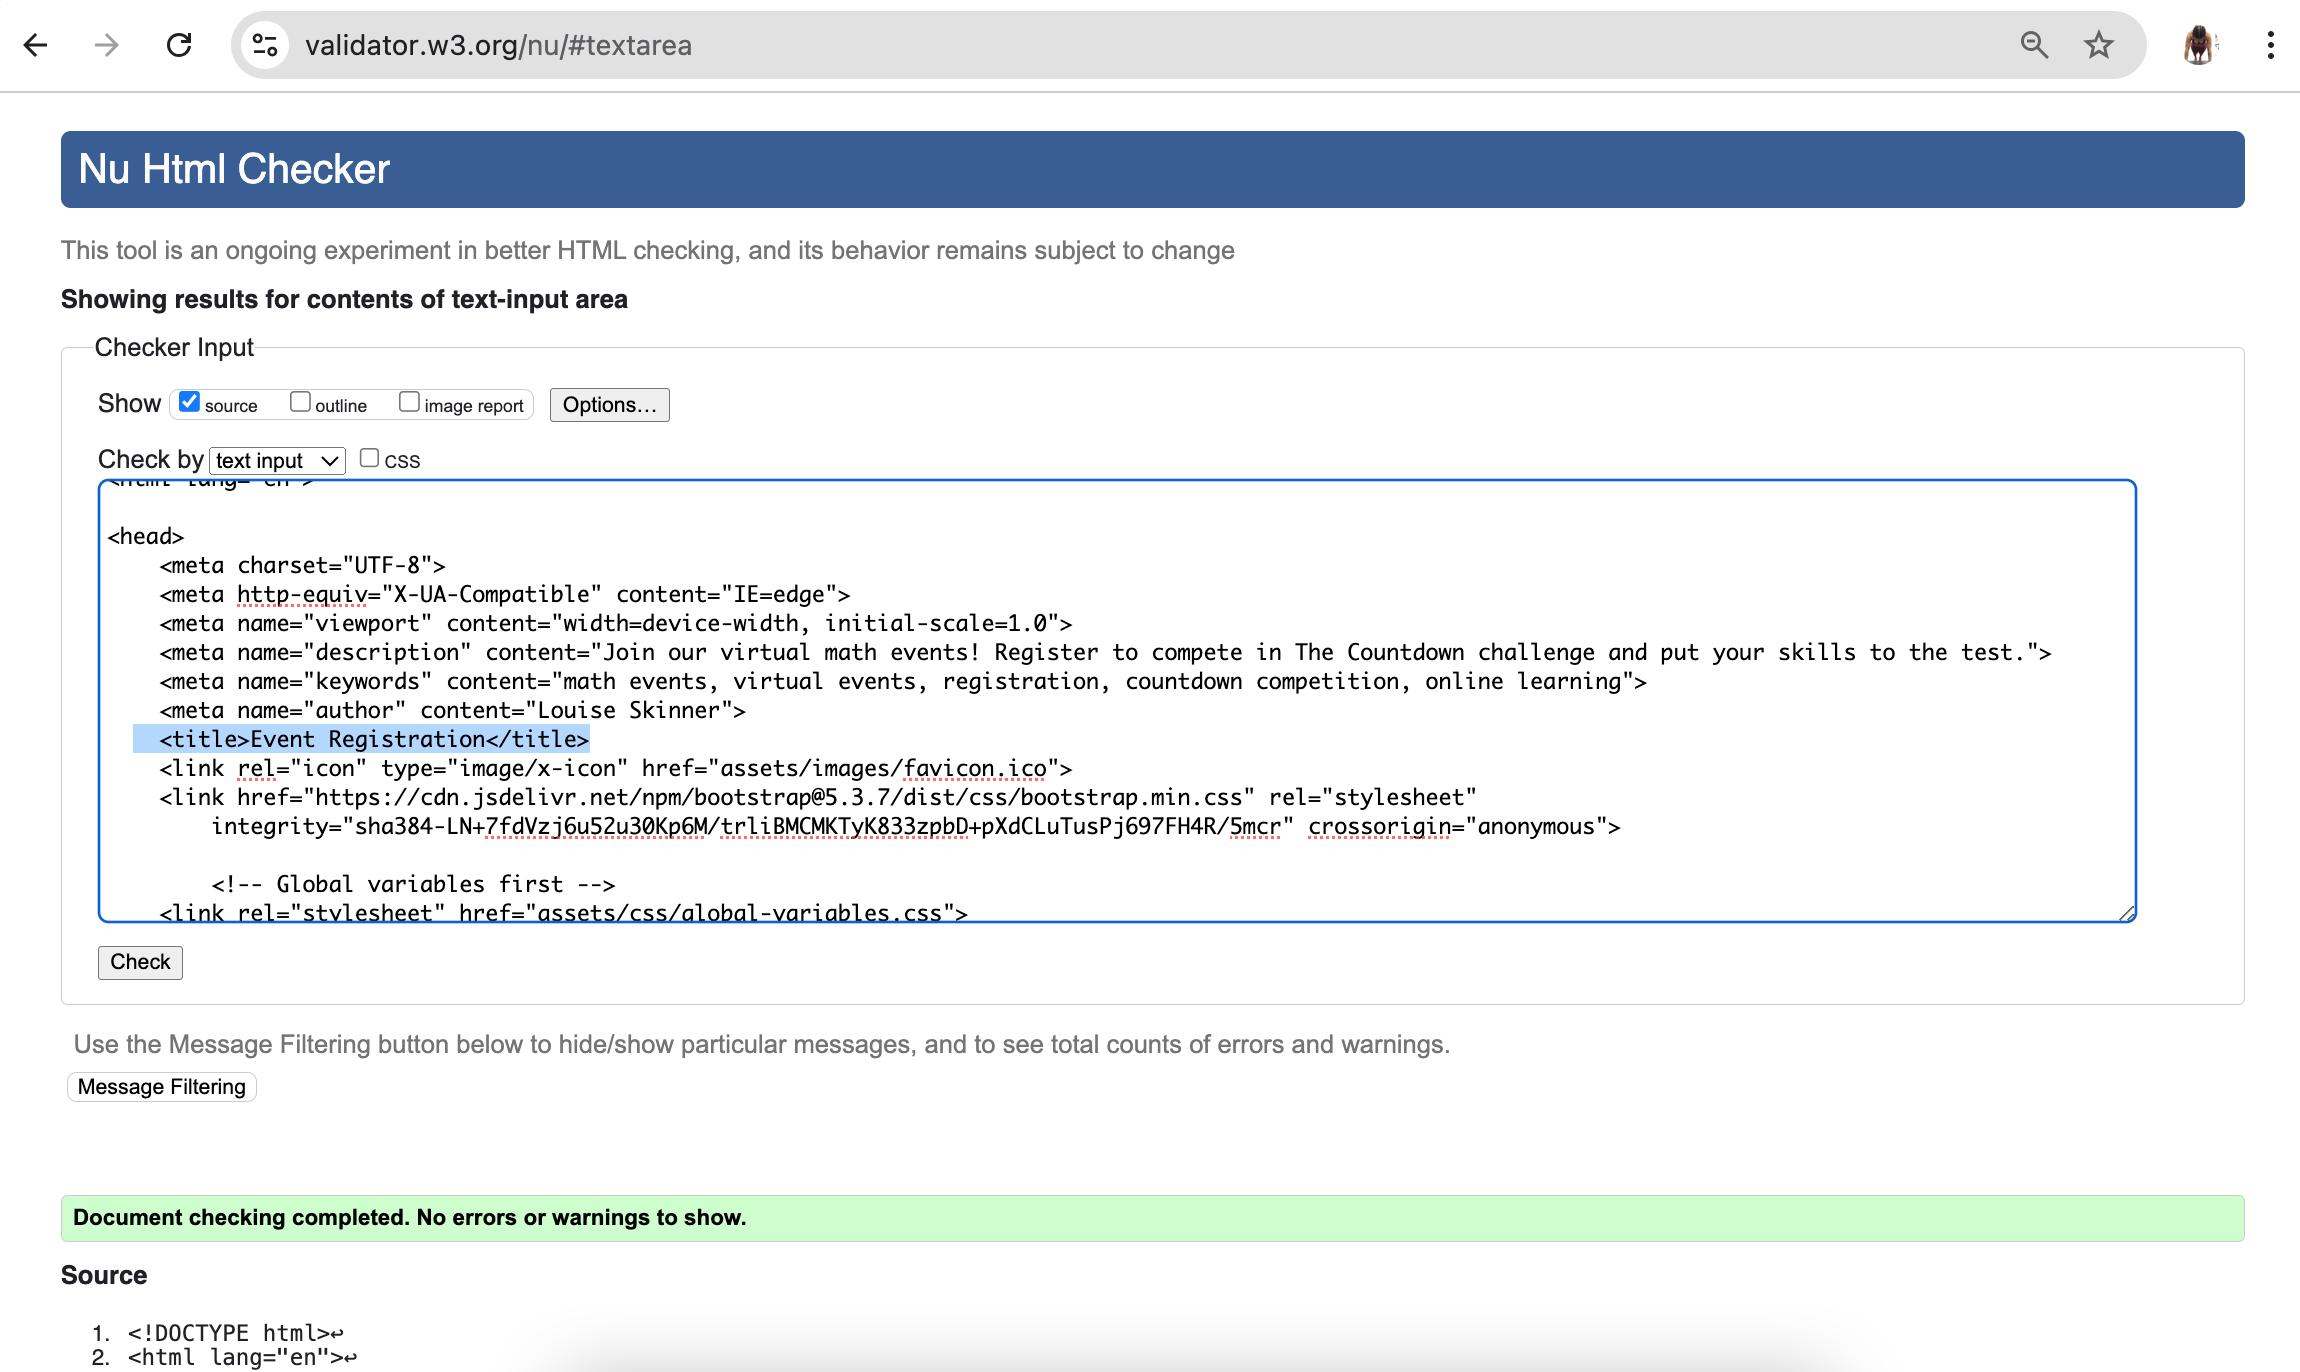 validator.w3.org/nu/#textarea
Nu Html Checker
This tool is an ongoing experiment in better HTML checking, and its behavior remains subject to change
Showing results for contents of text-input area
Checker Input
Show source outline image report Options...
Check by text input CSS
<html lang="en">
<head>
<meta charset="UTF-8">
<meta http-equiv="X-UA-Compatible" content="IE=edge">
<meta name="viewport" content="width=device-width, initial-scale=1.0">
<meta name="description" content="Join our virtual math events! Register to compete in The Countdown challenge and put your skills to the test.">
<meta name="keywords" content="math events, virtual events, registration, countdown competition, online learning">
<meta name="author" content="Louise Skinner">
<title>Event Registration</title>
<link rel="icon" type="image/x-icon" href="assets/images/favicon.ico">
<link href="https://cdn.jsdelivr.net/npm/bootstrap@5.3.7/dist/css/bootstrap.min.css" rel="stylesheet"
integrity="sha384-LN+7fdVzj6u52u30Kp6M/trliBMCMKTyK833zpbD+pXdCLuTusPj697FH4R/5mcr" crossorigin="anonymous">
<!-- Global variables first -->
<link rel="stylesheet" href="assets/css/global-variables.css">
Check
Use the Message Filtering button below to hide/show particular messages, and to see total counts of errors and warnings.
Message Filtering
Document checking completed. No errors or warnings to show.
Source
1. <!DOCTYPE html>↩
2. <html lang="en">↩